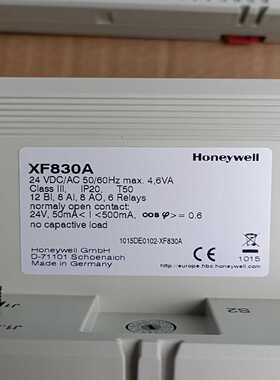 Honeywell
XF830A
24 VDC/AC 50/60Hz max. 4,6VA
Class III, IP20, T50
12 BI, 8 AI, 8 AO, 6 Relays
normaly open contact:
24V, 50mA< I <500mA, cos φ>= 0.6
no capactive load
1015DE0102-XF830A
Honeywell GmbH
D-71101 Schoenaich
Made in Germany
CE
1015
http://europe.hbc.honeywell.com
S2